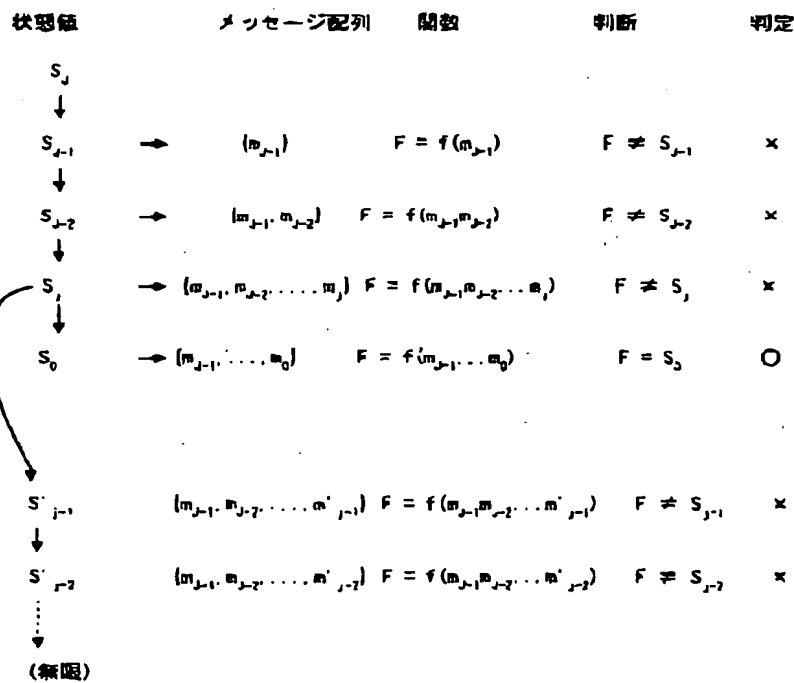 状態値 メッセージ配列 関数 判断 判定
S_J
↓
S_{J-1} → {m_{J-1}} F = f(m_{J-1}) F ≠ S_{J-1} ×
↓
S_{J-2} → {m_{J-1}, m_{J-2}} F = f(m_{J-1}m_{J-2}) F ≠ S_{J-2} ×
↓
S_j → {m_{J-1}, m_{J-2}, ..., m_j} F = f(m_{J-1}m_{J-2}...m_j) F ≠ S_j ×
↓
S_0 → {m_{J-1}, ..., m_0} F = f(m_{J-1}...m_0) F = S_0 ○
S'_{j-1} {m_{J-1}, m_{J-2}, ..., m'_{j-1}} F = f(m_{J-1}m_{J-2}...m'_{j-1}) F ≠ S_{j-1} ×
↓
S'_{j-2} {m_{J-1}, m_{J-2}, ..., m'_{j-2}} F = f(m_{J-1}m_{J-2}...m'_{j-2}) F ≠ S_{j-2} ×
(無限)